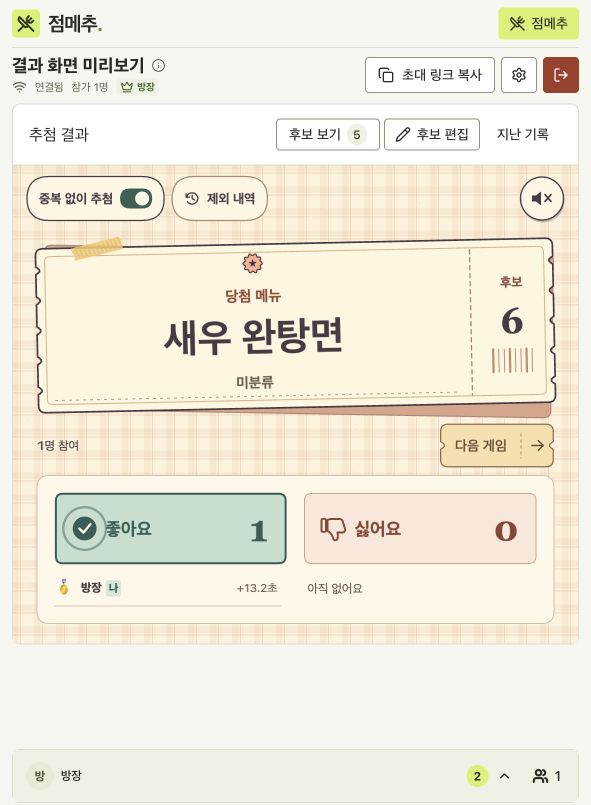 점메추.
점메추
결과 화면 미리보기
연결됨 참가 1명 방장
초대 링크 복사
추첨 결과
후보 보기 5
후보 편집
지난 기록
중복 없이 추첨
제외 내역
당첨 메뉴
새우 완탕면
미분류
후보
6
1명 참여
다음 게임
좋아요 1
방장 나 +13.2초
싫어요 0
아직 없어요
방 방장
2
1